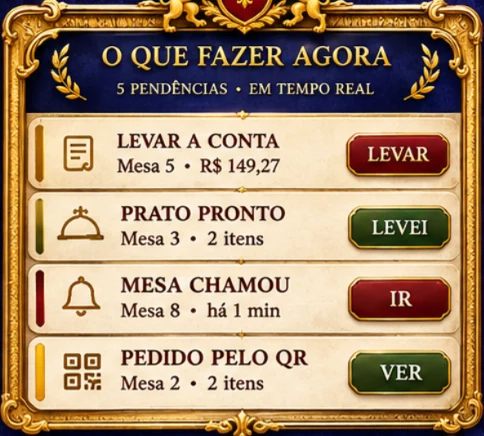 O QUE FAZER AGORA
5 PENDÊNCIAS • EM TEMPO REAL
LEVAR A CONTA
Mesa 5 • R$ 149,27
LEVAR
PRATO PRONTO
Mesa 3 • 2 itens
LEVEI
MESA CHAMOU
Mesa 8 • há 1 min
IR
PEDIDO PELO QR
Mesa 2 • 2 itens
VER